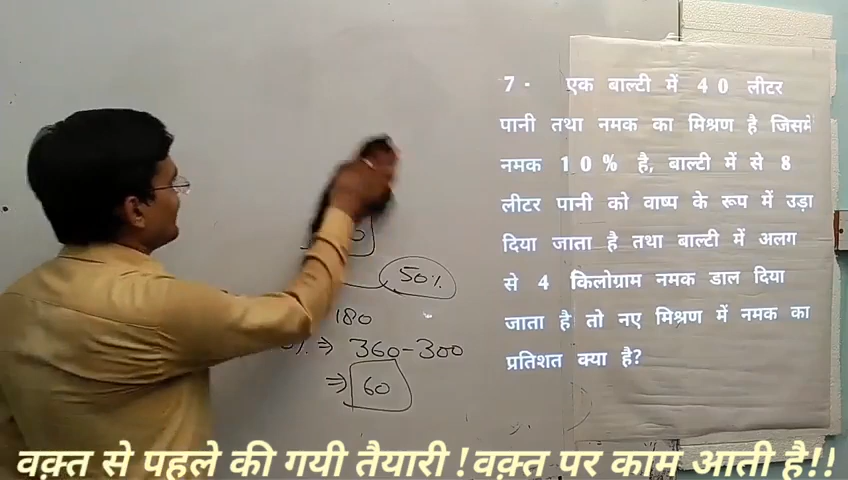 7- एक बाल्टी में 40 लीटर
पानी तथा नमक का मिश्रण है जिसमें
नमक 10% है, बाल्टी में से 8
लीटर पानी को वाष्प के रूप में उड़ा
दिया जाता है तथा बाल्टी में अलग
से 4 किलोग्राम नमक डाल दिया
जाता है तो नए मिश्रण में नमक का
प्रतिशत क्या है?
50%
180
⇒ 360-300
⇒ 60
वक़्त से पहले की गयी तैयारी ! वक़्त पर काम आती है!!